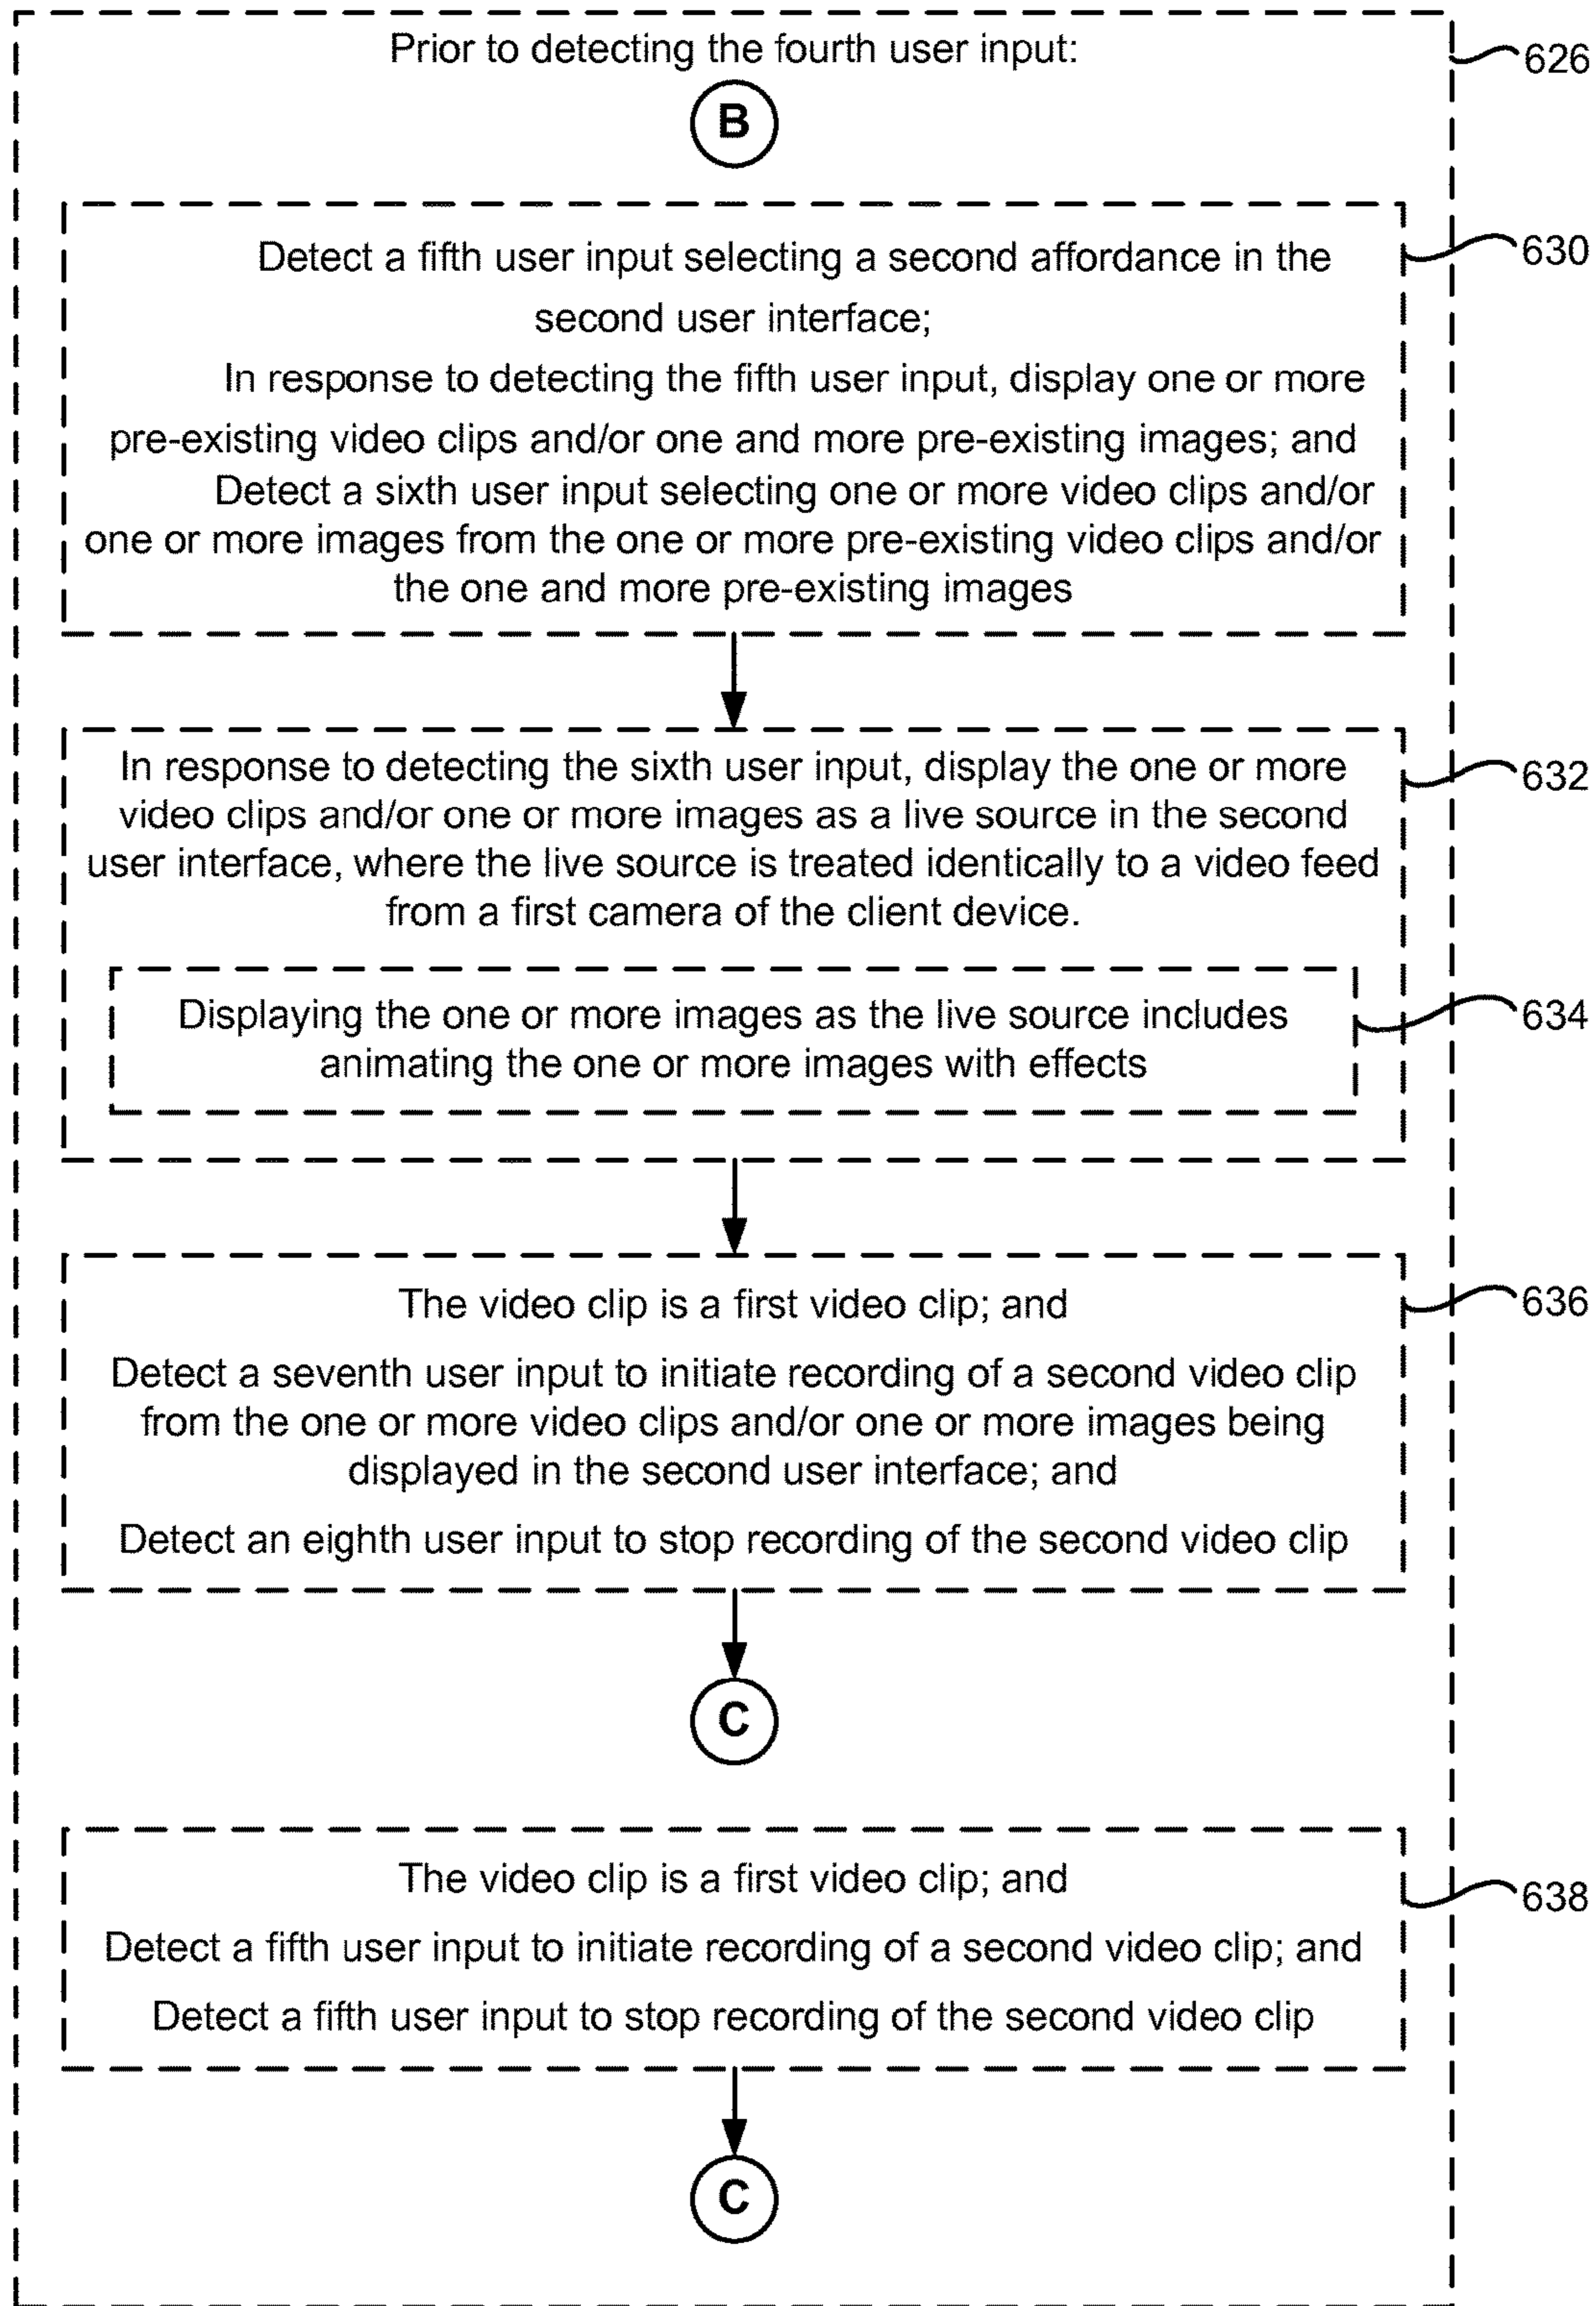 Prior to detecting the fourth user input:
626
B
Detect a fifth user input selecting a second affordance in the
630
second user interface;
In response to detecting the fifth user input, display one or more
pre-existing video clips and/or one and more pre-existing images; and
Detect a sixth user input selecting one or more video clips and/or
one or more images from the one or more pre-existing video clips and/or
the one and more pre-existing images
In response to detecting the sixth user input, display the one or more
632
video clips and/or one or more images as a live source in the second
user interface, where the live source is treated identically to a video feed
from a first camera of the client device.
Displaying the one or more images as the live source includes
634
animating the one or more images with effects
The video clip is a first video clip; and
636
Detect a seventh user input to initiate recording of a second video clip
from the one or more video clips and/or one or more images being
displayed in the second user interface; and
Detect an eighth user input to stop recording of the second video clip
C
The video clip is a first video clip; and
638
Detect a fifth user input to initiate recording of a second video clip; and
Detect a fifth user input to stop recording of the second video clip
C